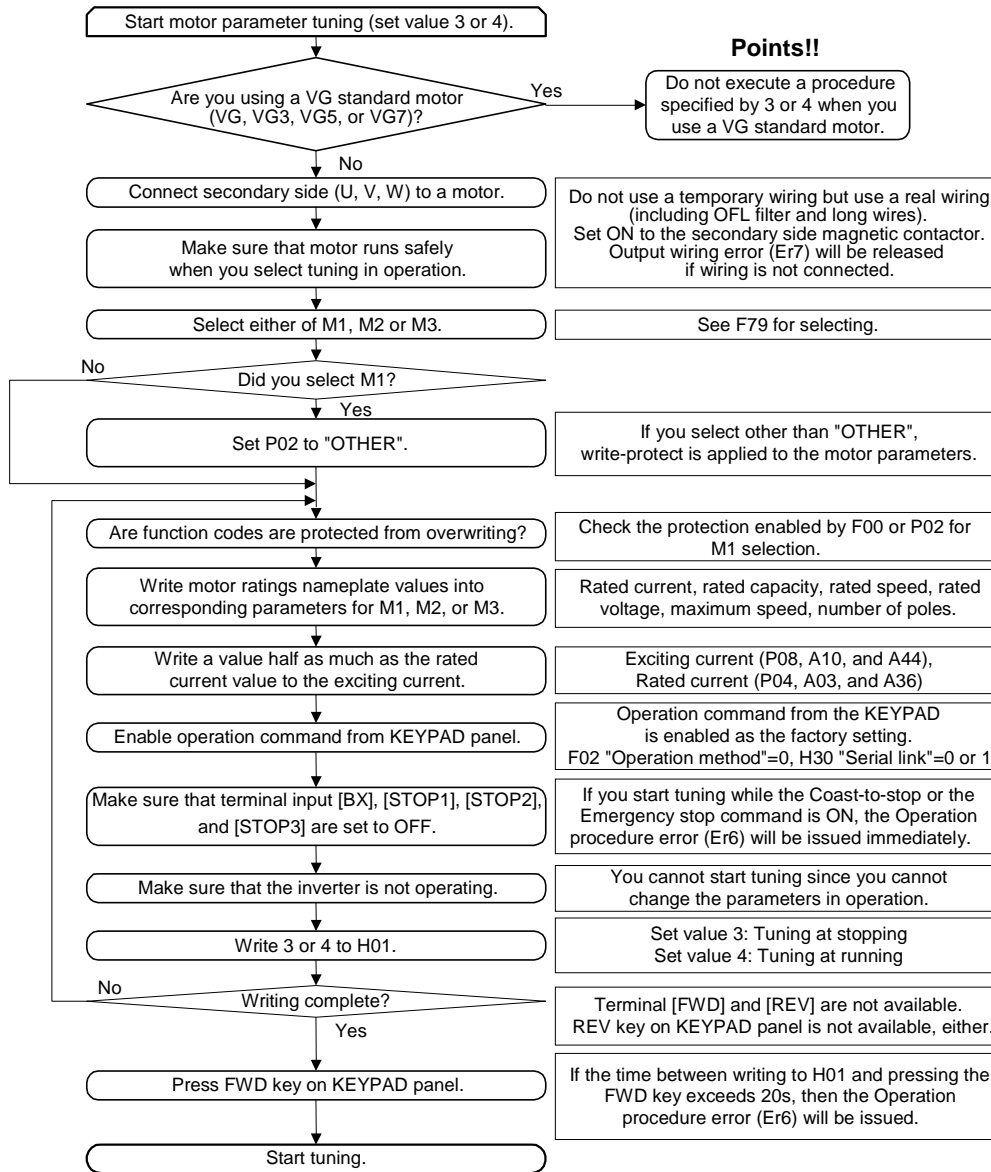 Start motor parameter tuning (set value 3 or 4).
Points!!
Are you using a VG standard motor
(VG, VG3, VG5, or VG7)?
Yes
Do not execute a procedure
specified by 3 or 4 when you
use a VG standard motor.
No
Connect secondary side (U, V, W) to a motor.
Do not use a temporary wiring but use a real wiring
(including OFL filter and long wires).
Set ON to the secondary side magnetic contactor.
Output wiring error (Er7) will be released
if wiring is not connected.
Make sure that motor runs safely
when you select tuning in operation.
Select either of M1, M2 or M3.
See F79 for selecting.
No
Did you select M1?
Yes
Set P02 to "OTHER".
If you select other than "OTHER",
write-protect is applied to the motor parameters.
Are function codes are protected from overwriting?
Check the protection enabled by F00 or P02 for
M1 selection.
Write motor ratings nameplate values into
corresponding parameters for M1, M2, or M3.
Rated current, rated capacity, rated speed, rated
voltage, maximum speed, number of poles.
Write a value half as much as the rated
current value to the exciting current.
Exciting current (P08, A10, and A44),
Rated current (P04, A03, and A36)
Enable operation command from KEYPAD panel.
Operation command from the KEYPAD
is enabled as the factory setting.
F02 "Operation method"=0, H30 "Serial link"=0 or 1
Make sure that terminal input [BX], [STOP1], [STOP2],
and [STOP3] are set to OFF.
If you start tuning while the Coast-to-stop or the
Emergency stop command is ON, the Operation
procedure error (Er6) will be issued immediately.
Make sure that the inverter is not operating.
You cannot start tuning since you cannot
change the parameters in operation.
Write 3 or 4 to H01.
Set value 3: Tuning at stopping
Set value 4: Tuning at running
No
Writing complete?
Yes
Terminal [FWD] and [REV] are not available.
REV key on KEYPAD panel is not available, either.
Press FWD key on KEYPAD panel.
If the time between writing to H01 and pressing the
FWD key exceeds 20s, then the Operation
procedure error (Er6) will be issued.
Start tuning.